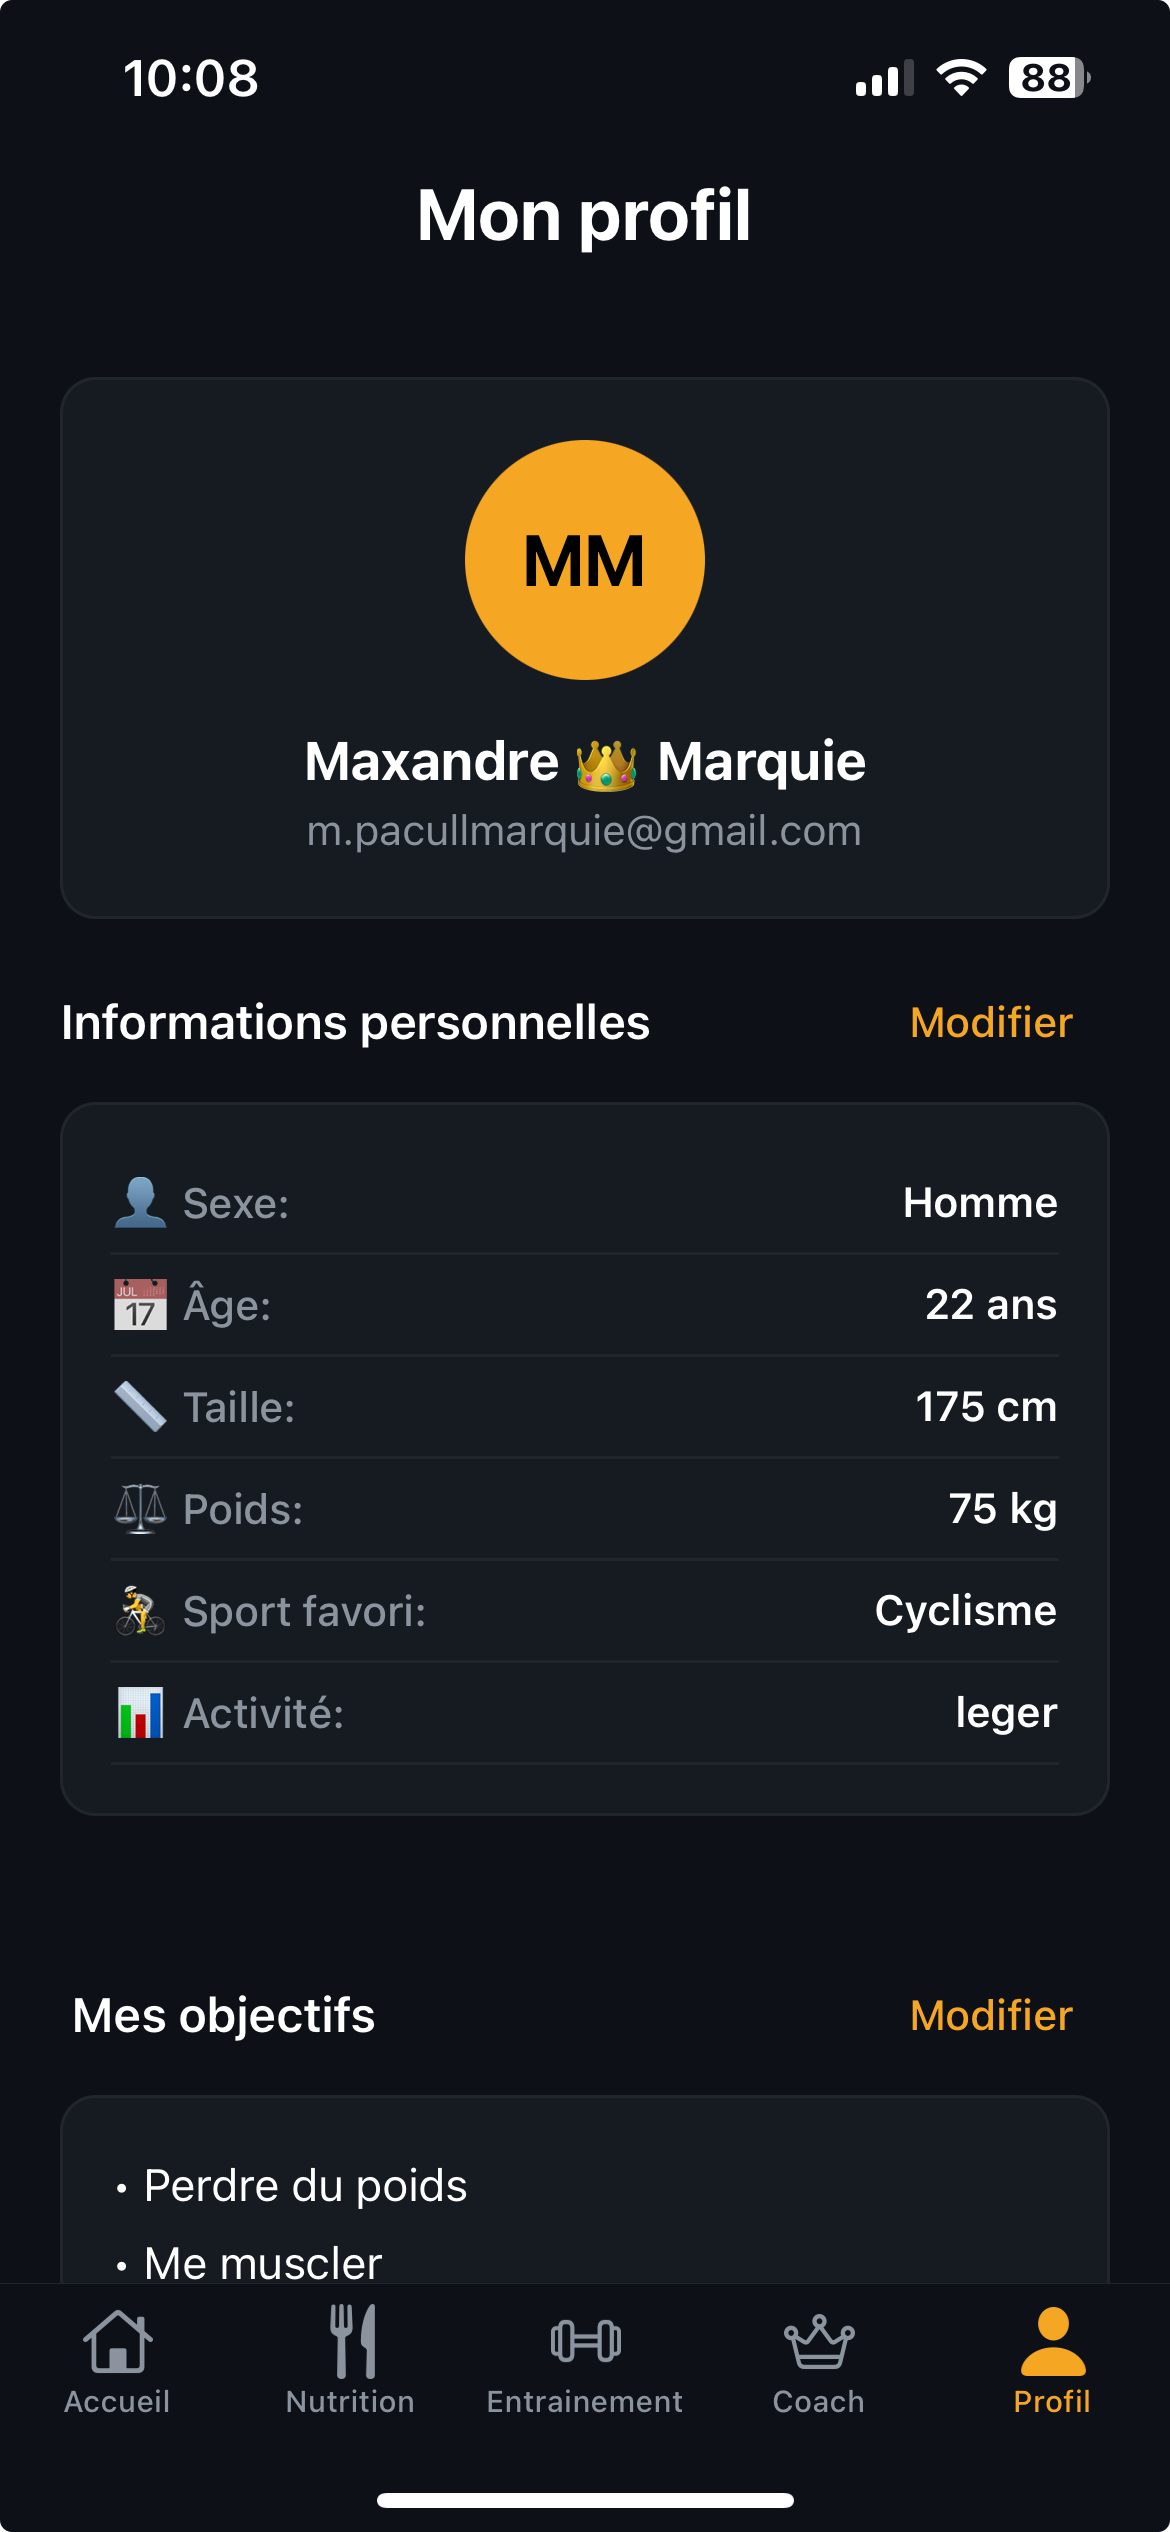 10:08
88
Mon profil
MM
Maxandre 👑 Marquie
m.pacullmarquie@gmail.com
Informations personnelles
Modifier
👤 Sexe: Homme
📅 Âge: 22 ans
📏 Taille: 175 cm
⚖️ Poids: 75 kg
🚴 Sport favori: Cyclisme
📊 Activité: leger
Mes objectifs
Modifier
• Perdre du poids
• Me muscler
Accueil
Nutrition
Entrainement
Coach
Profil